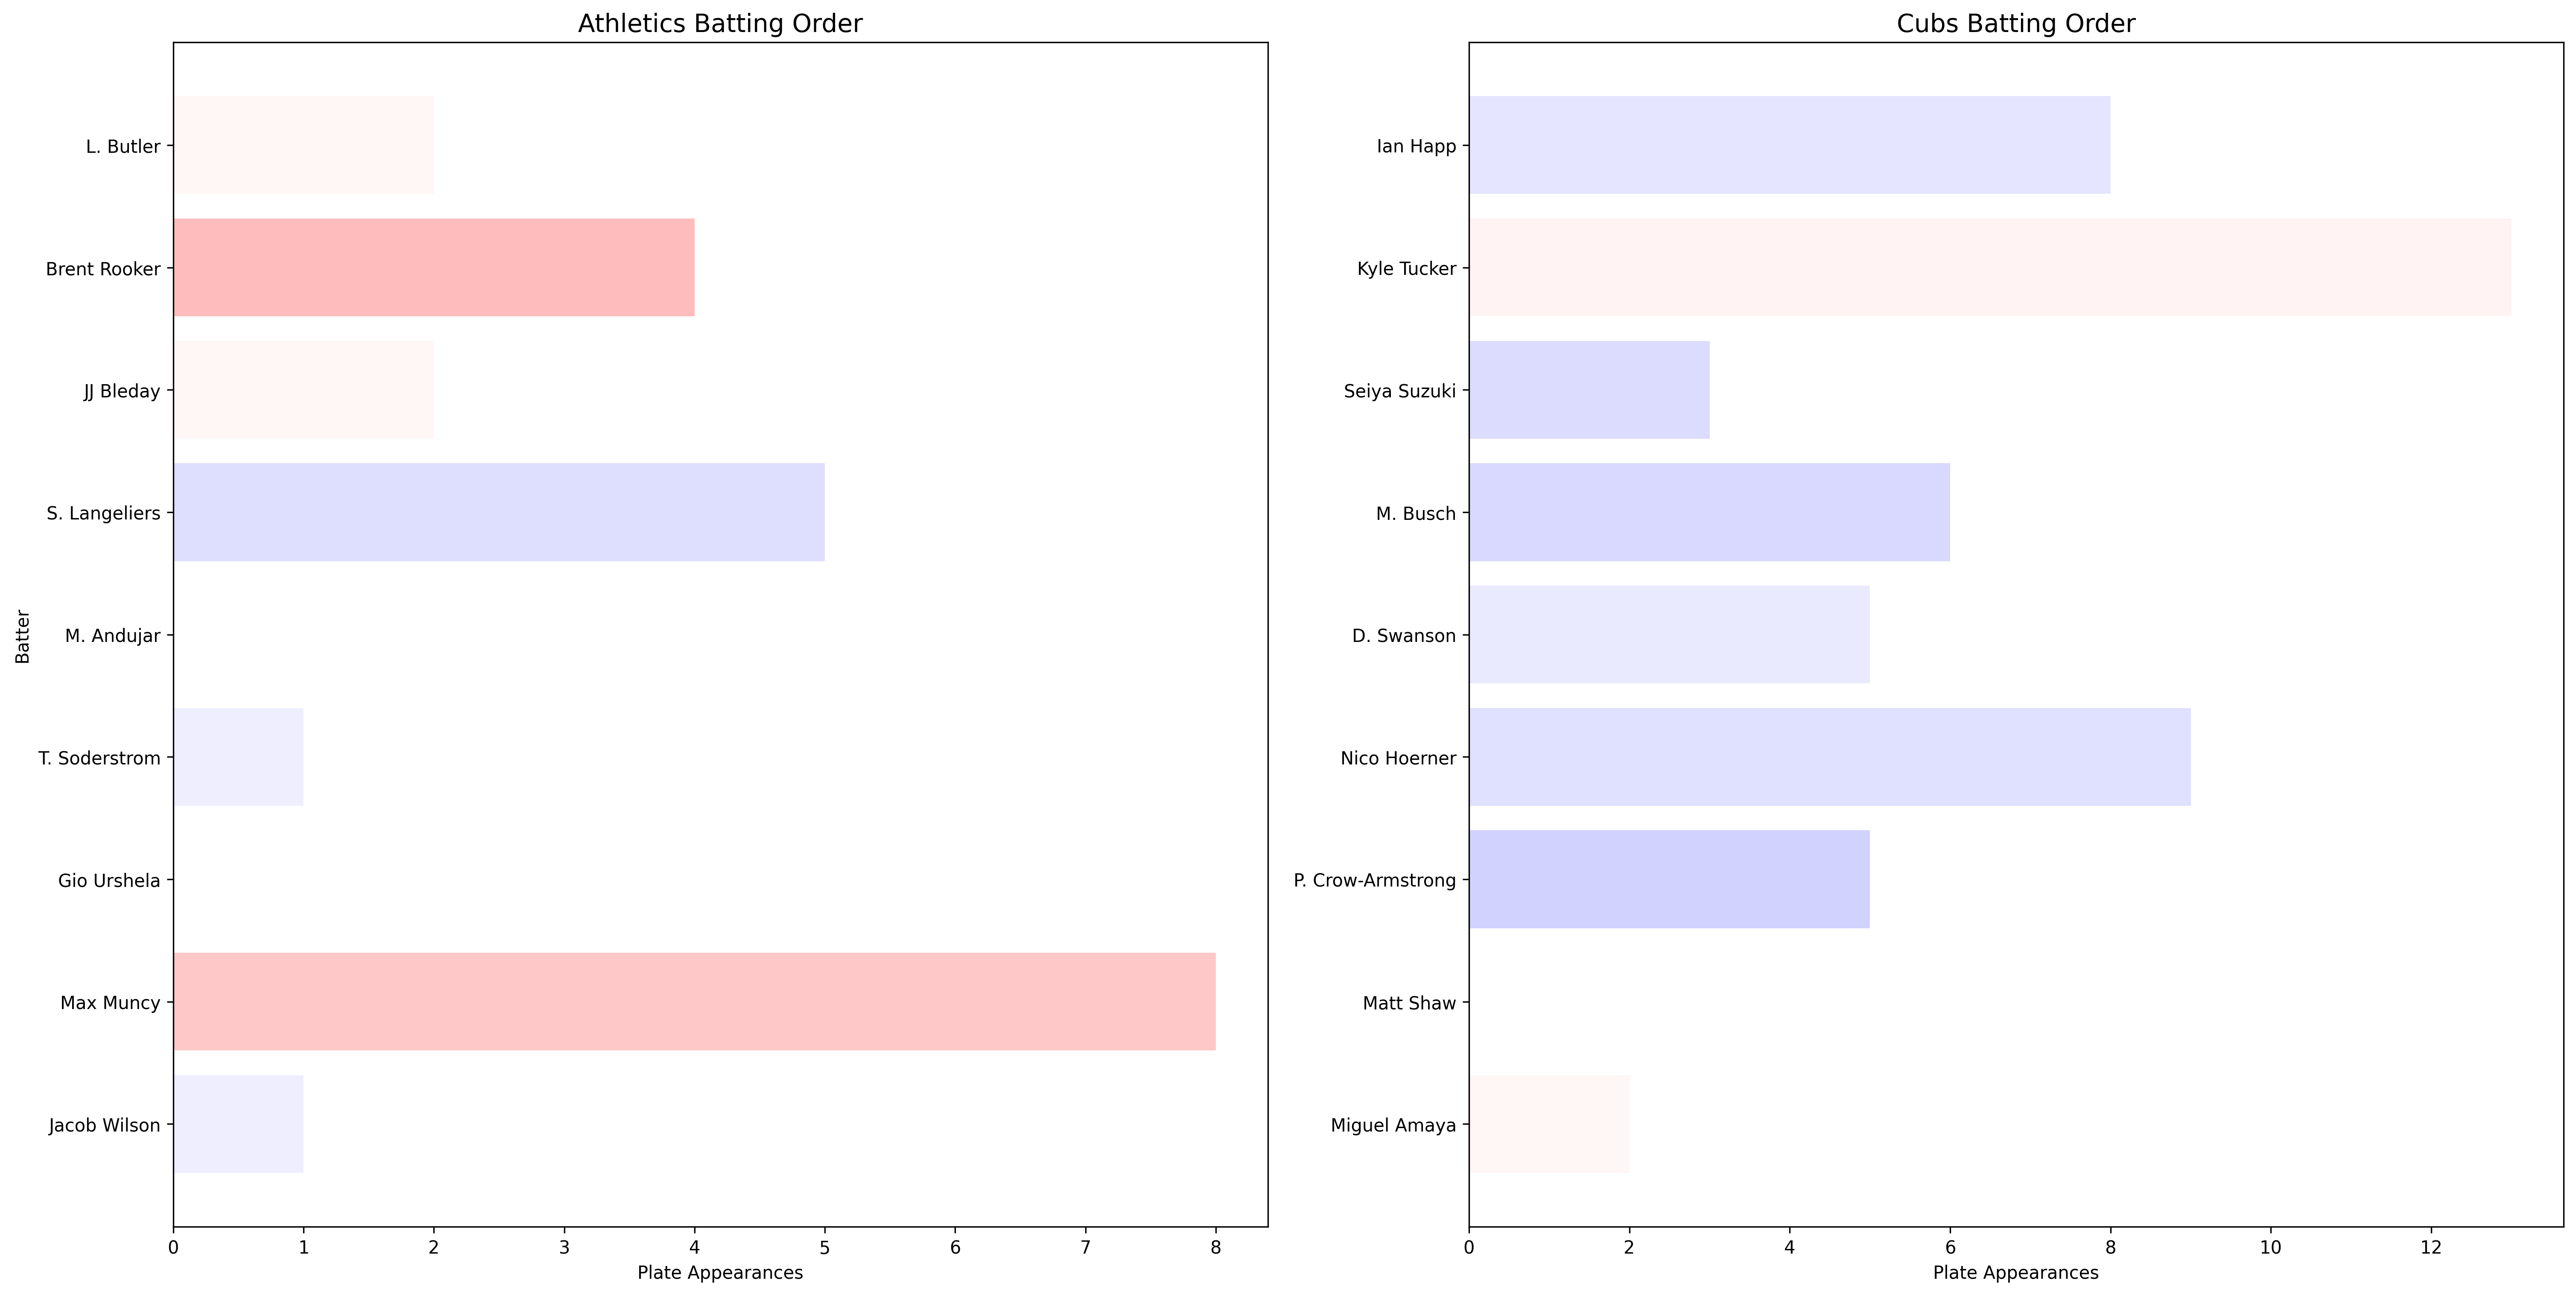 Athletics Batting Order
Batter
L. Butler
Brent Rooker
JJ Bleday
S. Langeliers
M. Andujar
T. Soderstrom
Gio Urshela
Max Muncy
Jacob Wilson
0 1 2 3 4 5 6 7 8
Plate Appearances
Cubs Batting Order
Ian Happ
Kyle Tucker
Seiya Suzuki
M. Busch
D. Swanson
Nico Hoerner
P. Crow-Armstrong
Matt Shaw
Miguel Amaya
0 2 4 6 8 10 12
Plate Appearances